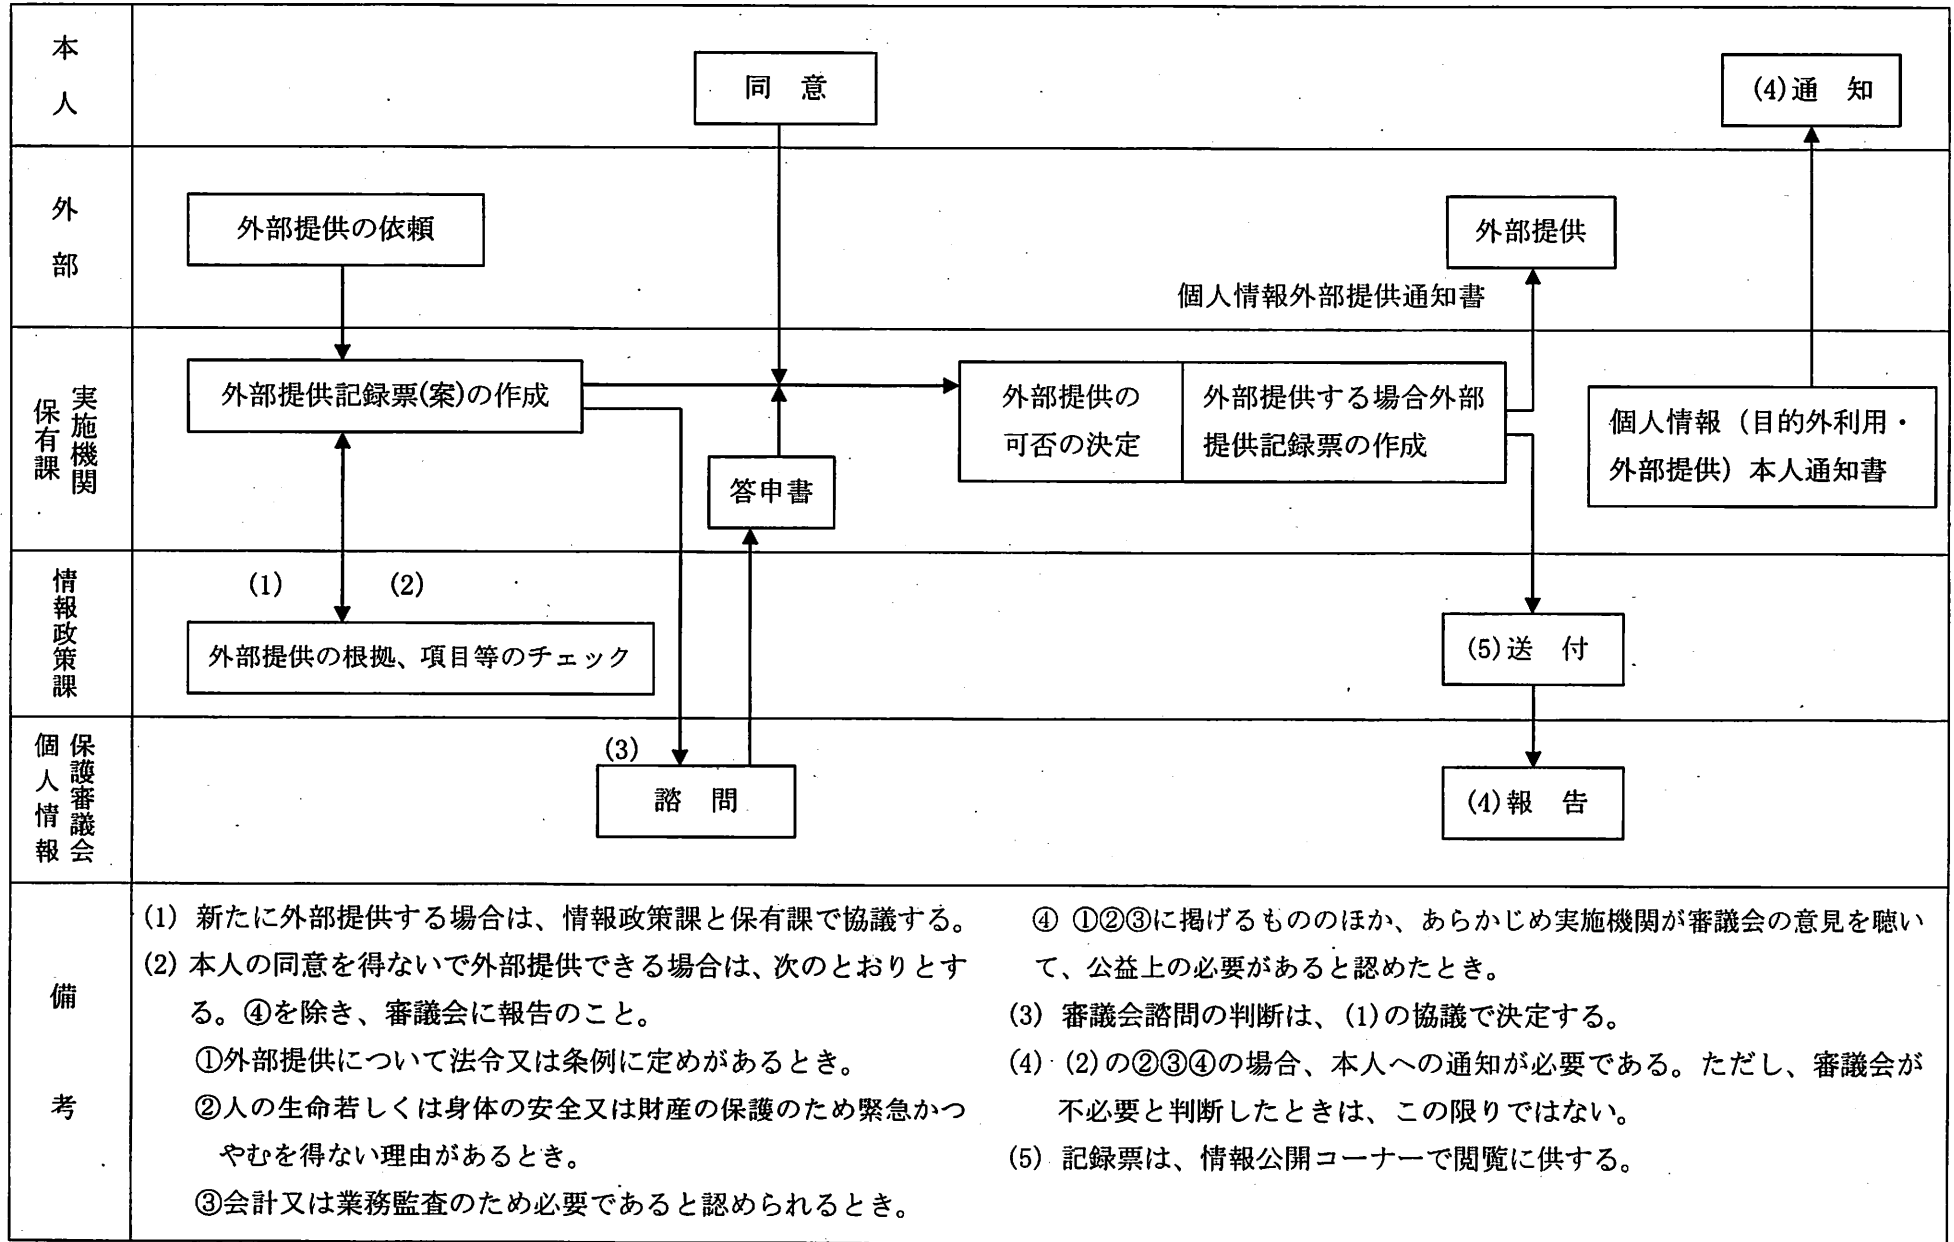 本人
同　意
(4)通　知
外部
外部提供の依頼
外部提供
個人情報外部提供通知書
実施機関
保有課
外部提供記録票(案)の作成
外部提供の
可否の決定
外部提供する場合外部
提供記録票の作成
個人情報（目的外利用・
外部提供）本人通知書
答申書
情報政策課
(1)
(2)
外部提供の根拠、項目等のチェック
(5)送　付
保護審議会
個人情報
(3)
諮　問
(4)報　告
備考
(1) 新たに外部提供する場合は、情報政策課と保有課で協議する。
(2) 本人の同意を得ないで外部提供できる場合は、次のとおりとす
る。④を除き、審議会に報告のこと。
①外部提供について法令又は条例に定めがあるとき。
②人の生命若しくは身体の安全又は財産の保護のため緊急かつ
やむを得ない理由があるとき。
③会計又は業務監査のため必要であると認められるとき。
④ ①②③に掲げるもののほか、あらかじめ実施機関が審議会の意見を聴い
て、公益上の必要があると認めたとき。
(3) 審議会諮問の判断は、(1)の協議で決定する。
(4) (2)の②③④の場合、本人への通知が必要である。ただし、審議会が
不必要と判断したときは、この限りではない。
(5) 記録票は、情報公開コーナーで閲覧に供する。